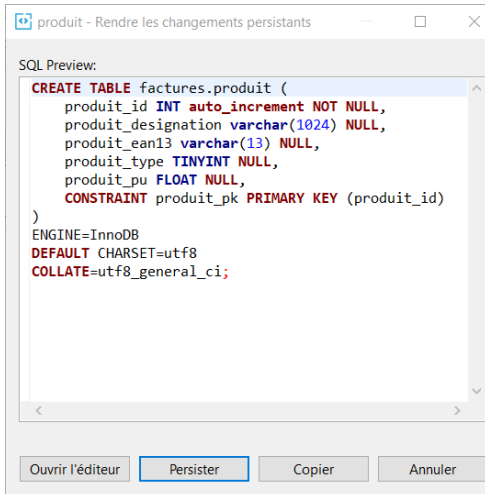 produit - Rendre les changements persistants
SQL Preview:
CREATE TABLE factures.produit (
    produit_id INT auto_increment NOT NULL,
    produit_designation varchar(1024) NULL,
    produit_ean13 varchar(13) NULL,
    produit_type TINYINT NULL,
    produit_pu FLOAT NULL,
    CONSTRAINT produit_pk PRIMARY KEY (produit_id)
)
ENGINE=InnoDB
DEFAULT CHARSET=utf8
COLLATE=utf8_general_ci;
Ouvrir l'éditeur Persister Copier Annuler